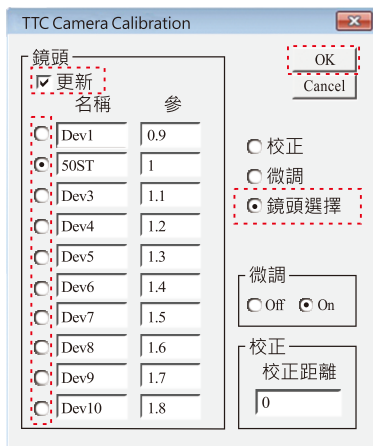 TTC Camera Calibration
鏡頭
更新
名稱 參
Dev1 0.9
50ST 1
Dev3 1.1
Dev4 1.2
Dev5 1.3
Dev6 1.4
Dev7 1.5
Dev8 1.6
Dev9 1.7
Dev10 1.8
OK
Cancel
校正
微調
鏡頭選擇
微調
Off On
校正
校正距離
0